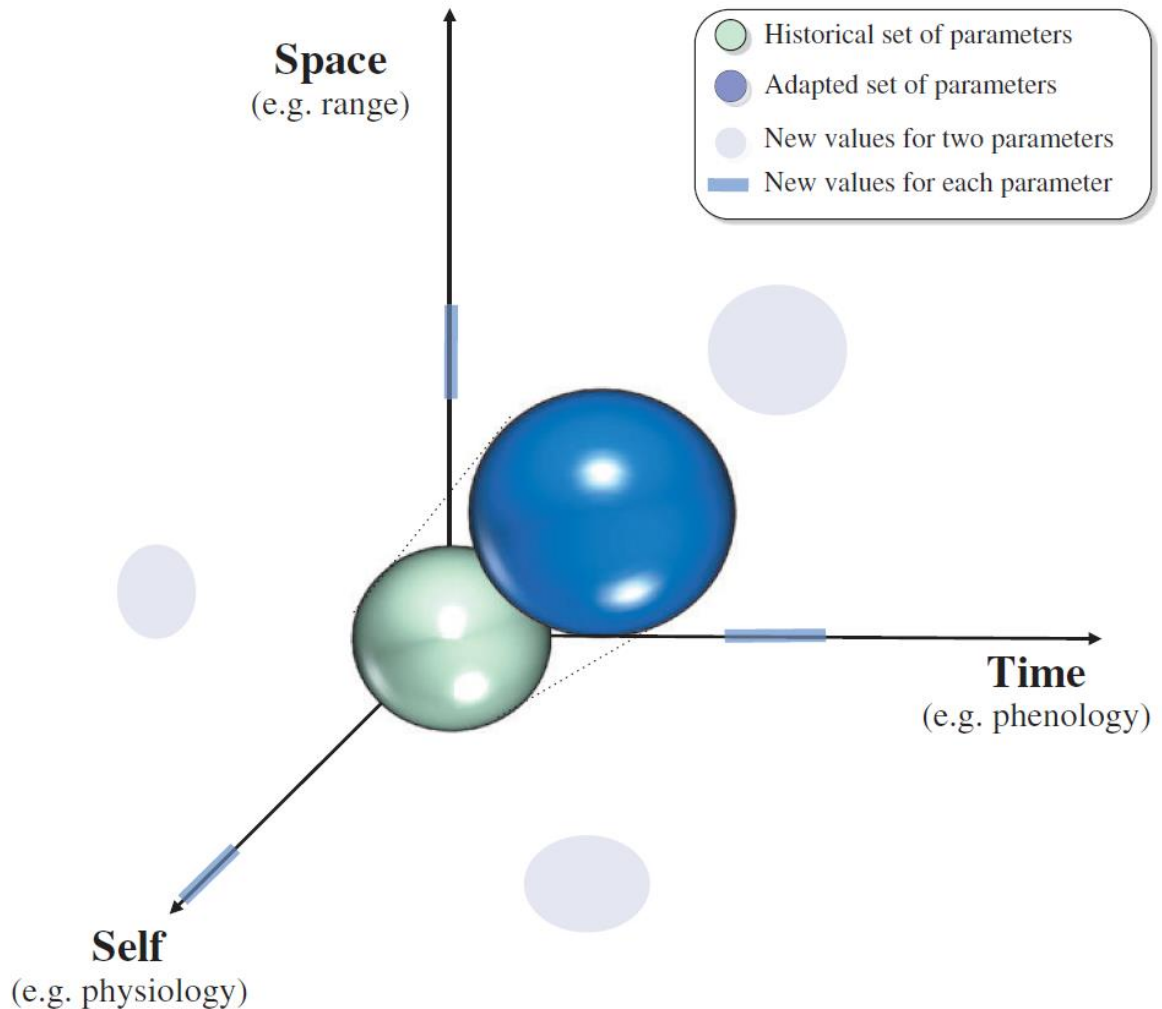 Space
(e.g. range)
Historical set of parameters
Adapted set of parameters
New values for two parameters
New values for each parameter
Time
(e.g. phenology)
Self
(e.g. physiology)